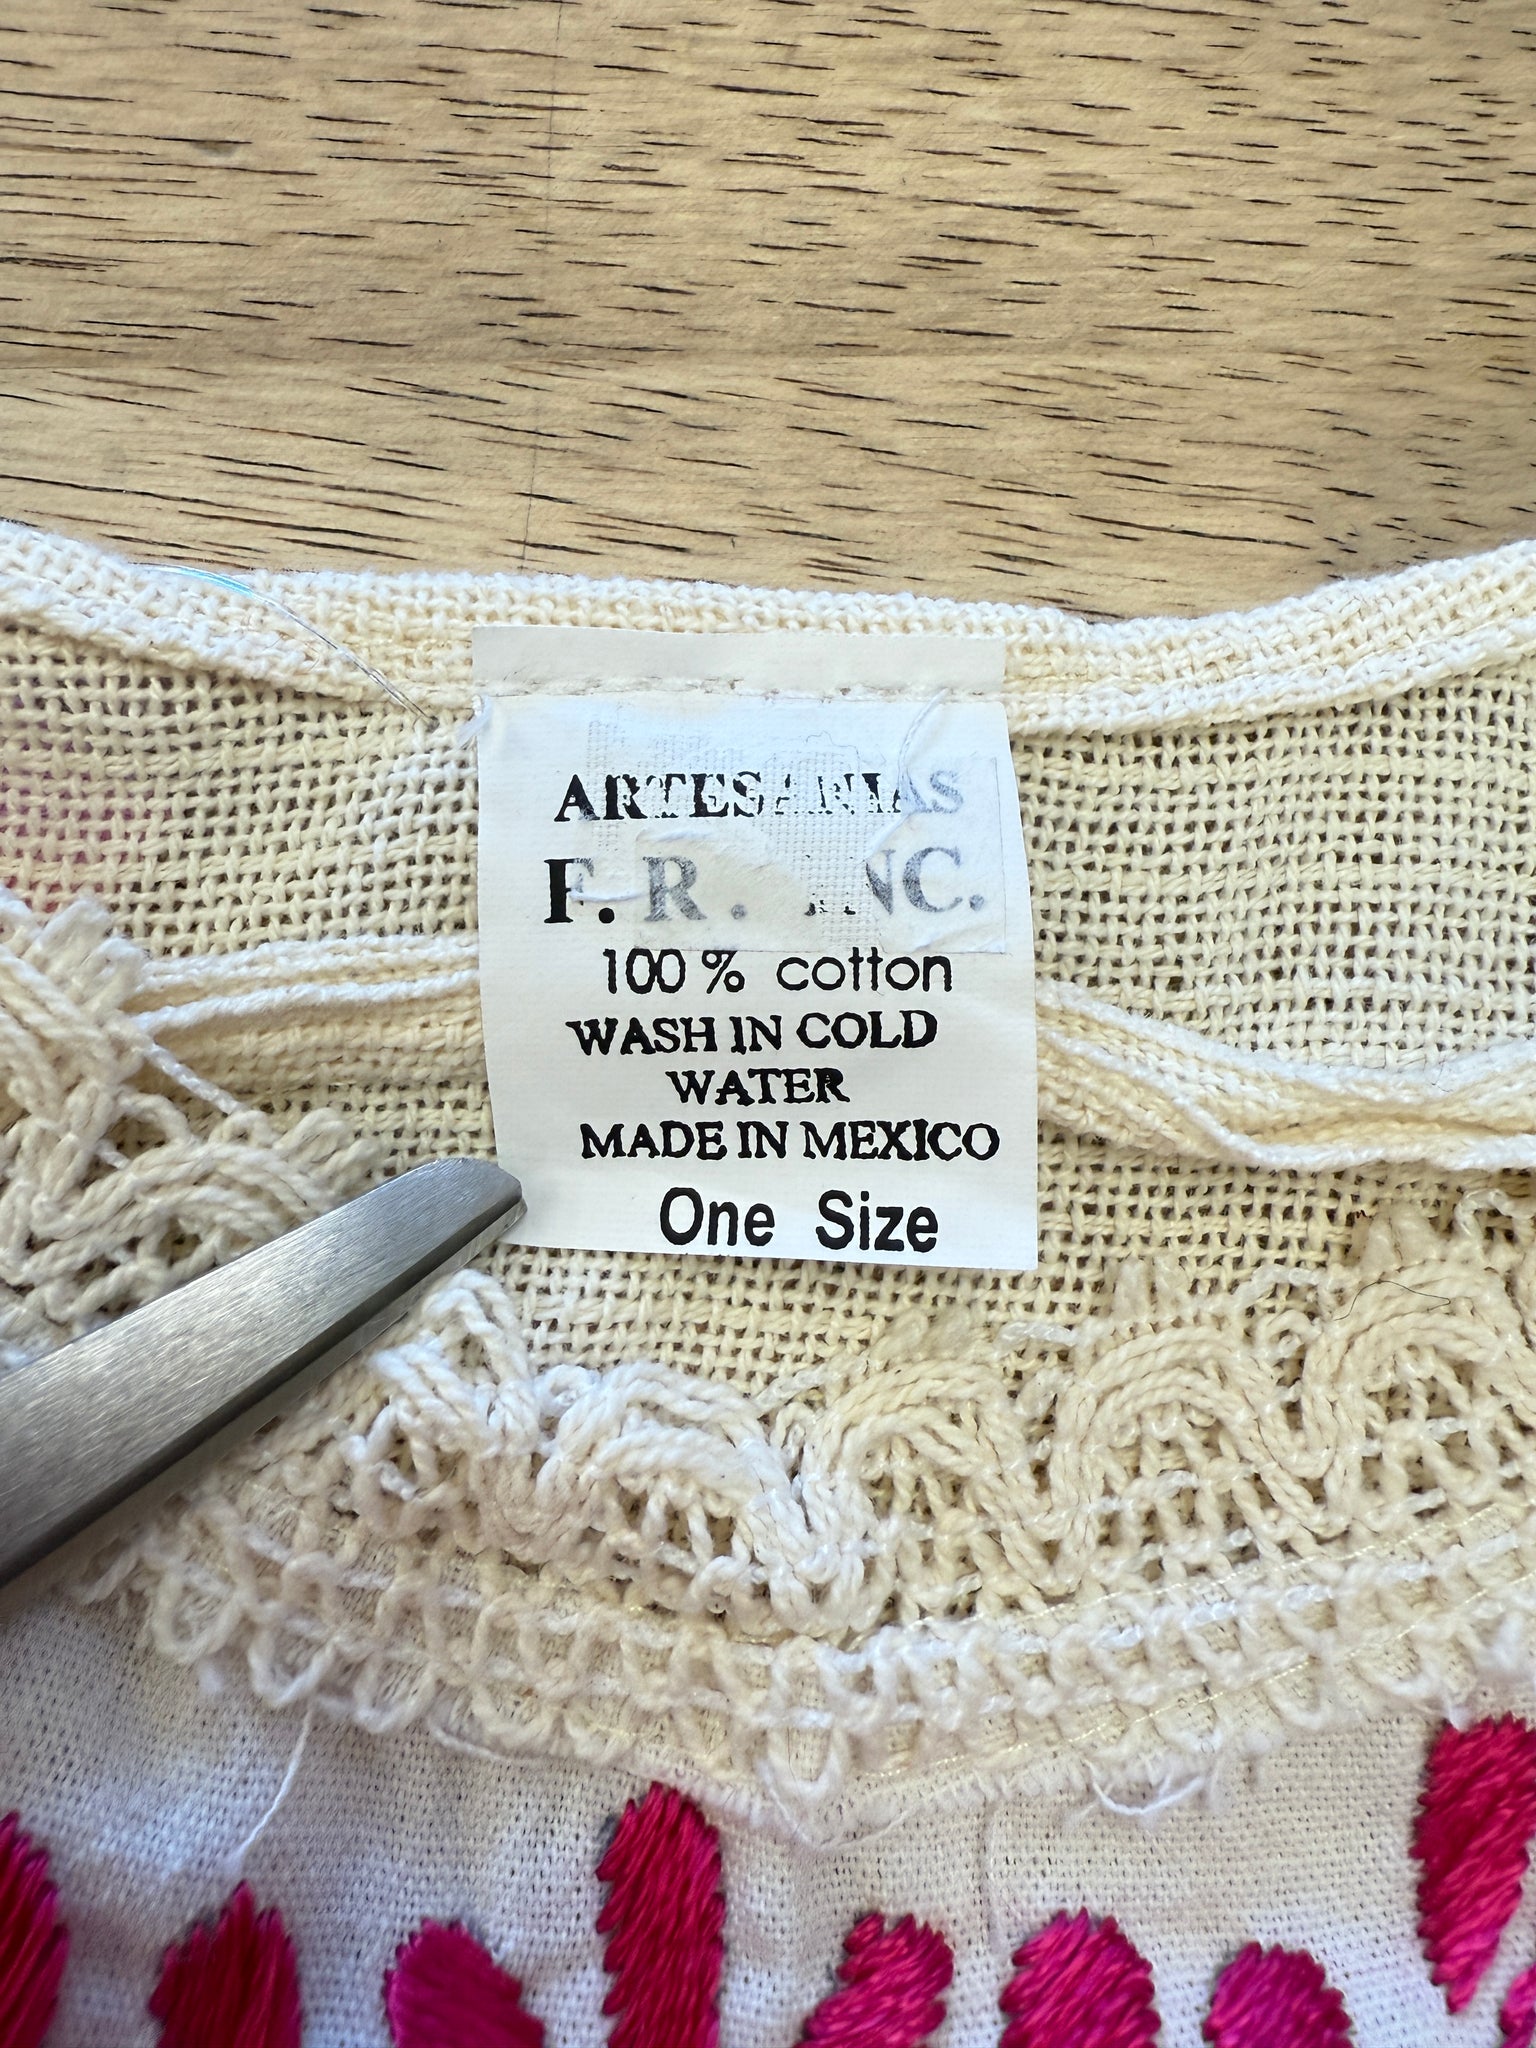 ARTESANIAS
F. R. INC.
100 % cotton
WASH IN COLD
WATER
MADE IN MEXICO
One Size